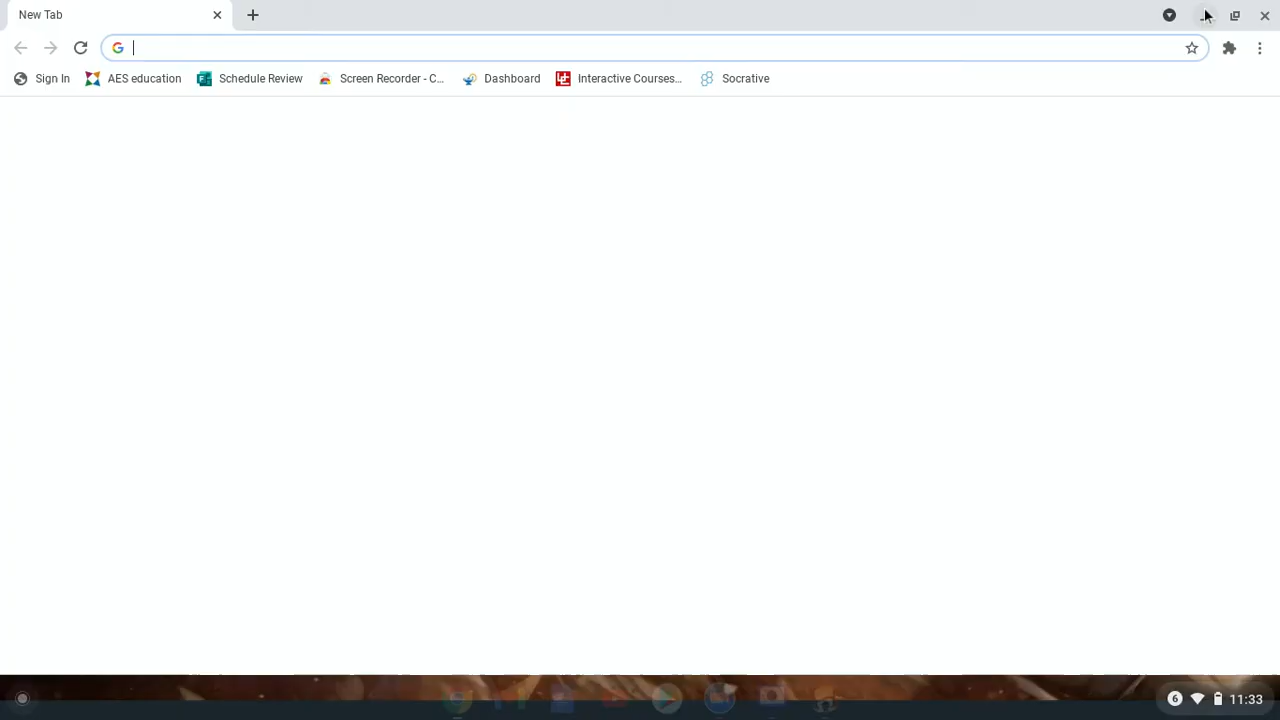 New Tab
Sign In AES education Schedule Review Screen Recorder - C... Dashboard Interactive Courses... Socrative
6 11:33